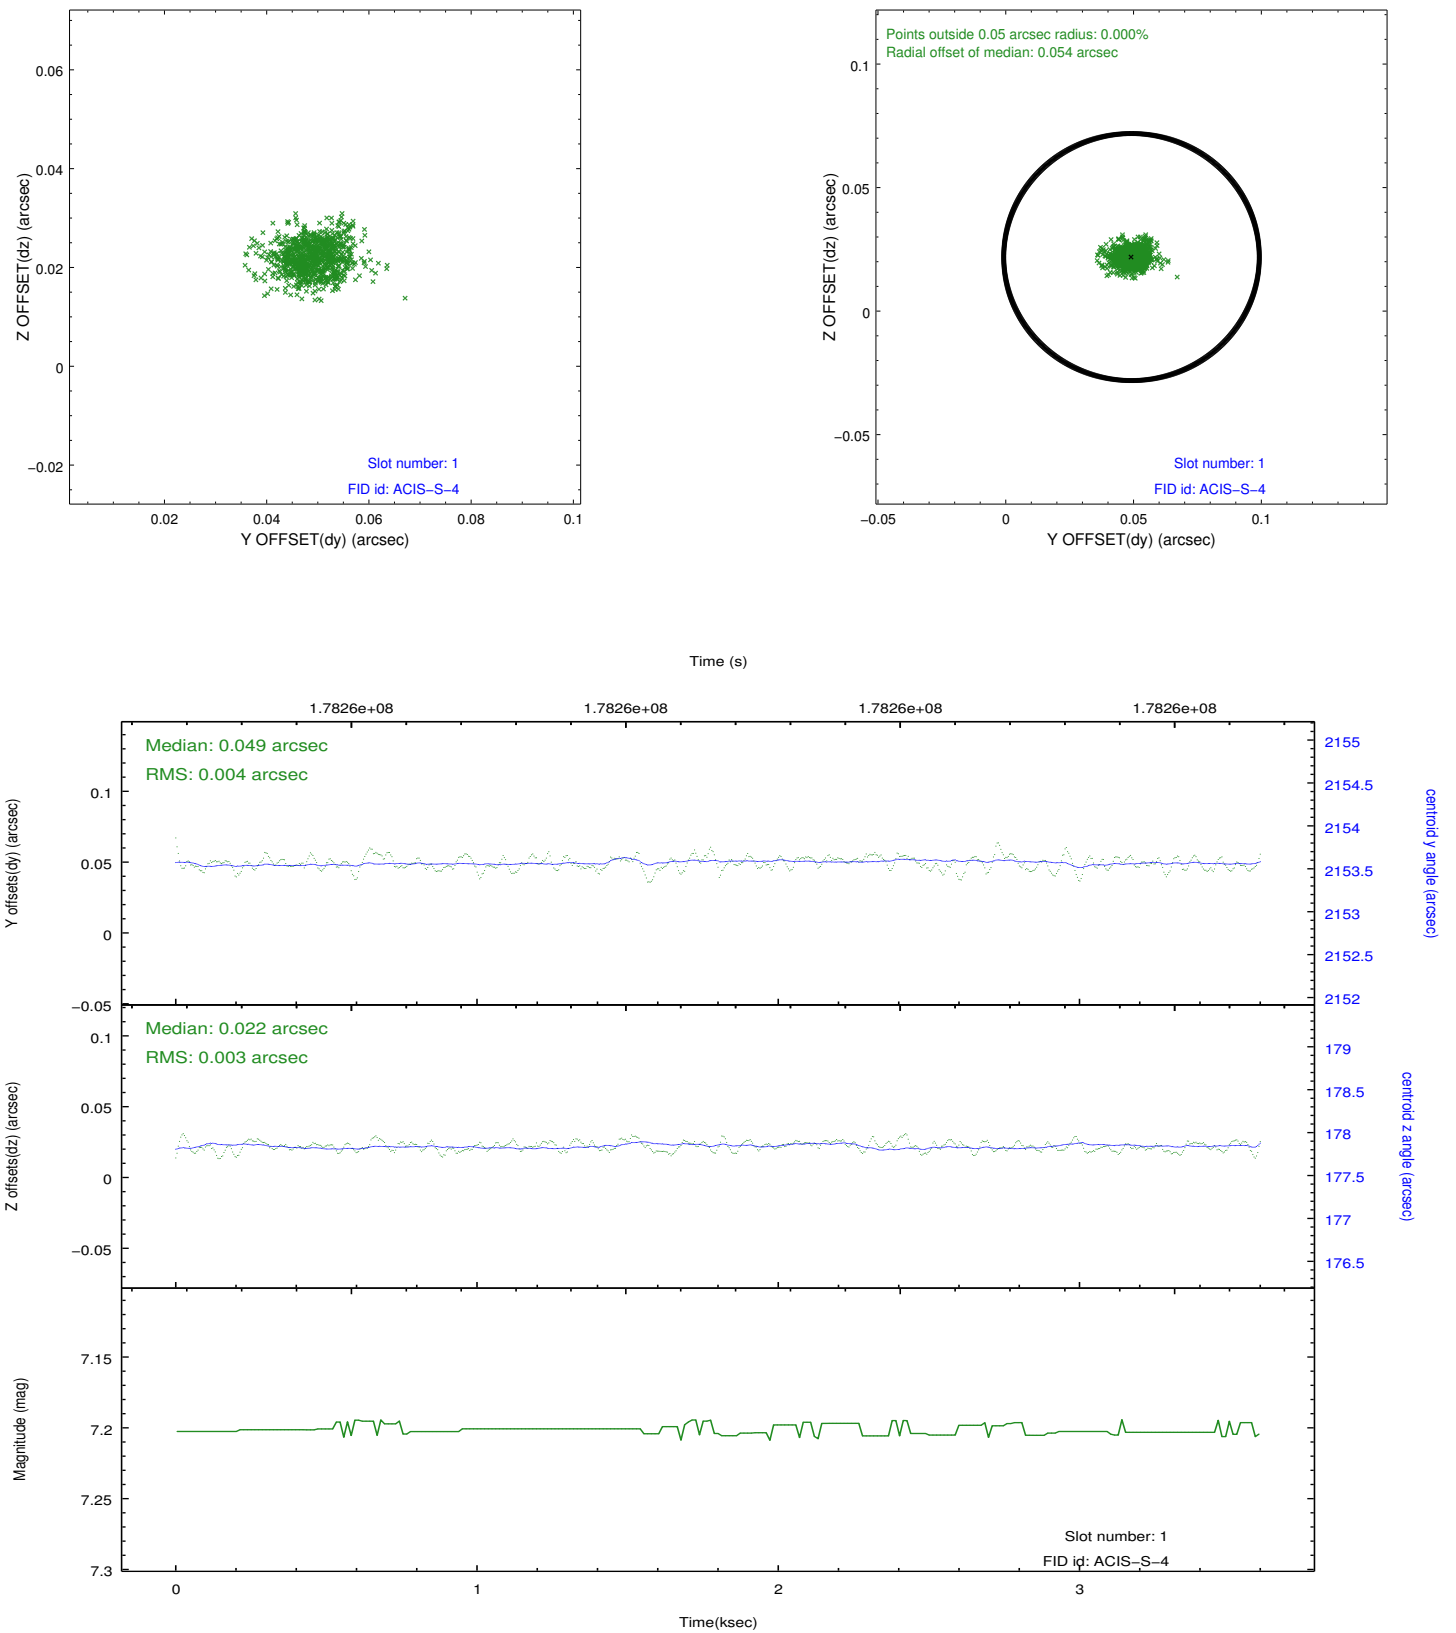 0.06
0.04
0.02
0
−0.02
Z OFFSET(dz) (arcsec)
Slot number: 1
FID id: ACIS−S−4
0.02 0.04 0.06 0.08 0.1
Y OFFSET(dy) (arcsec)
Points outside 0.05 arcsec radius: 0.000%
Radial offset of median: 0.054 arcsec
0.1
0.05
0
−0.05
Z OFFSET(dz) (arcsec)
Slot number: 1
FID id: ACIS−S−4
−0.05 0 0.05 0.1
Y OFFSET(dy) (arcsec)
Time (s)
1.7826e+08 1.7826e+08 1.7826e+08 1.7826e+08
Median: 0.049 arcsec
RMS: 0.004 arcsec
0.1
0.05
0
−0.05
Y offsets(dy) (arcsec)
2155
2154.5
2154
2153.5
2153
2152.5
2152
centroid y angle (arcsec)
Median: 0.022 arcsec
RMS: 0.003 arcsec
0.1
0.05
0
−0.05
Z offsets(dz) (arcsec)
179
178.5
178
177.5
177
176.5
centroid z angle (arcsec)
7.15
7.2
7.25
7.3
Magnitude (mag)
Slot number: 1
FID id: ACIS−S−4
0 1 2 3
Time(ksec)